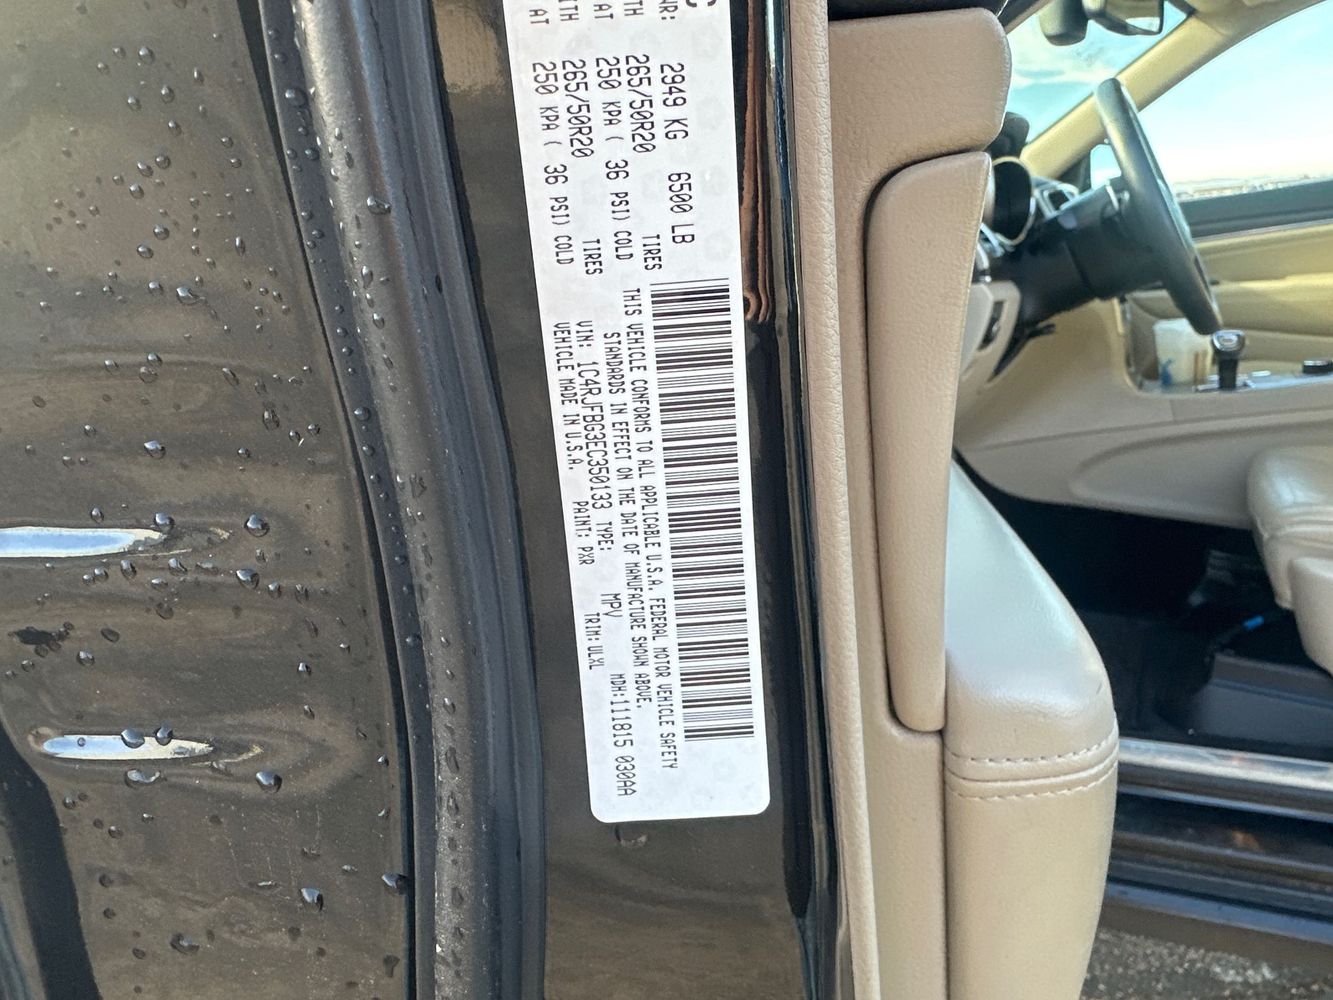 2949 KG 6500 LB
265/50R20 TIRES
AT 250 KPA ( 36 PSI) COLD
265/50R20 TIRES
AT 250 KPA ( 36 PSI) COLD
THIS VEHICLE CONFORMS TO ALL APPLICABLE U.S.A. FEDERAL MOTOR VEHICLE SAFETY
STANDARDS IN EFFECT ON THE DATE OF MANUFACTURE SHOWN ABOVE.
VIN: 1C4RJFBG3EC350133 TYPE: MPV MDH:111815 030AA
VEHICLE MADE IN U.S.A. PAINT: PXR TRIM:ULXL